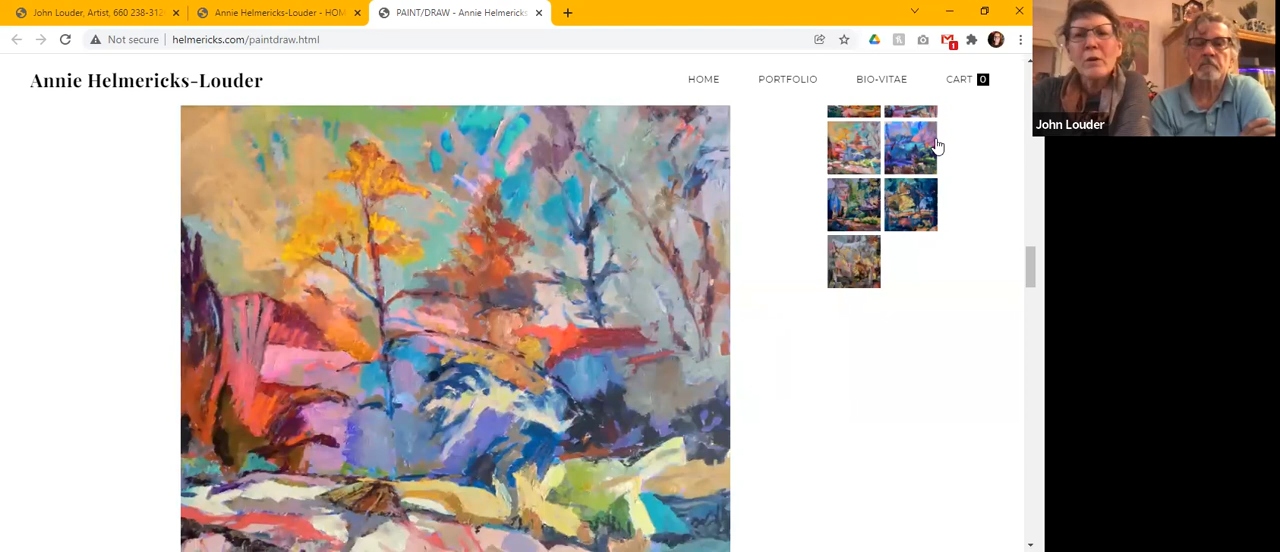 John Louder, Artist, 660 238-312
Annie Helmericks-Louder - HOM
PAINT/DRAW - Annie Helmericks
Not secure
helmericks.com/paintdraw.html
1
Annie Helmericks-Louder
HOME
PORTFOLIO
BIO-VITAE
CART 0
John Louder